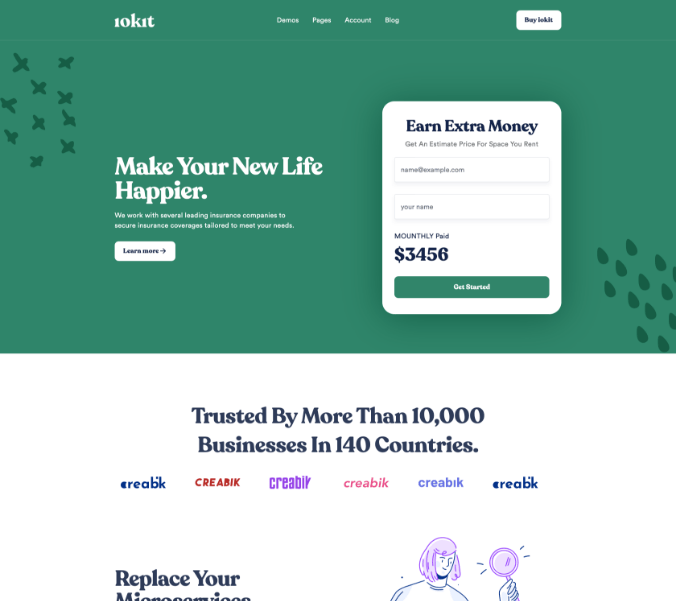 iokit
Demos Pages Account Blog
Buy iokit
Make Your New Life
Happier.
We work with several leading insurance companies to
secure insurance coverages tailored to meet your needs.
Learn more →
Earn Extra Money
Get An Estimate Price For Space You Rent
name@example.com
your name
MOUNTHLY Paid
$3456
Get Started
Trusted By More Than 10,000
Businesses In 140 Countries.
creabik CREABIK creabik creabik creabik creabik
Replace Your
Microservices